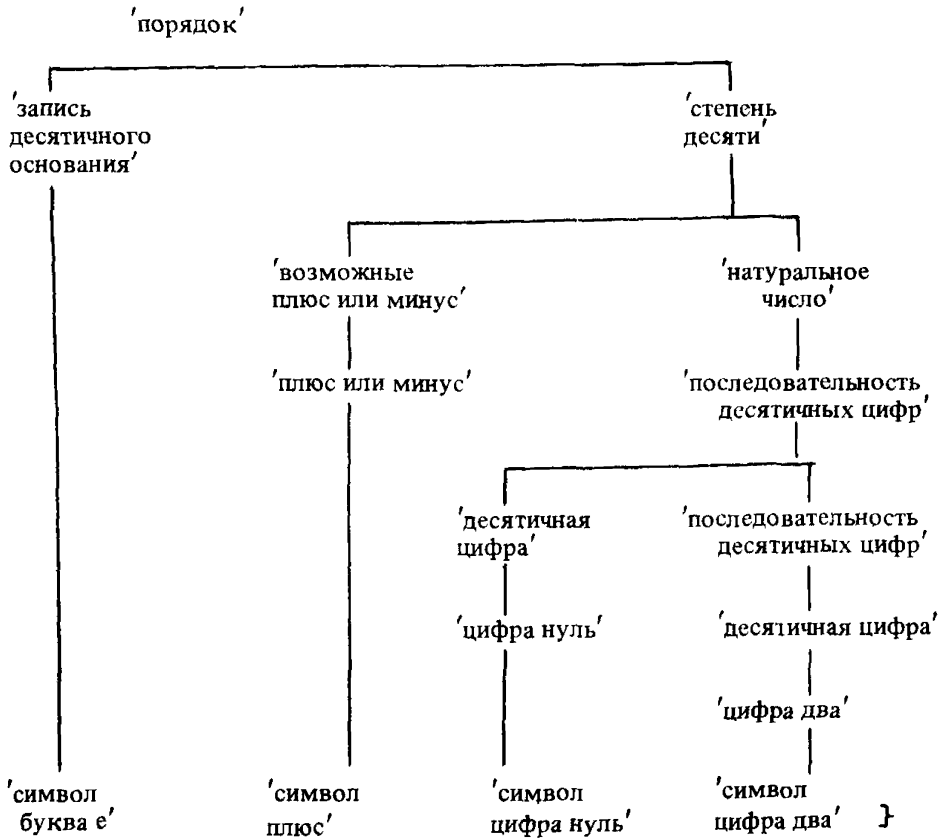 'порядок'
'запись
десятичного
основания'
'степень
десяти'
'возможные
плюс или минус'
'натуральное
число'
'плюс или минус'
'последовательность
десятичных цифр'
'десятичная
цифра'
'последовательность
десятичных цифр'
'цифра нуль'
'десятичная цифра'
'цифра два'
'символ
буква е'
'символ
плюс'
'символ
цифра нуль'
'символ
цифра два' }